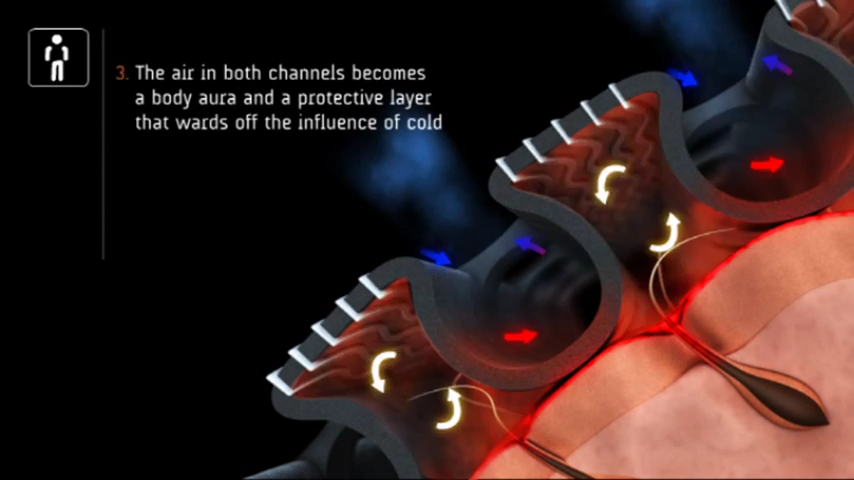 3. The air in both channels becomes
a body aura and a protective layer
that wards off the influence of cold